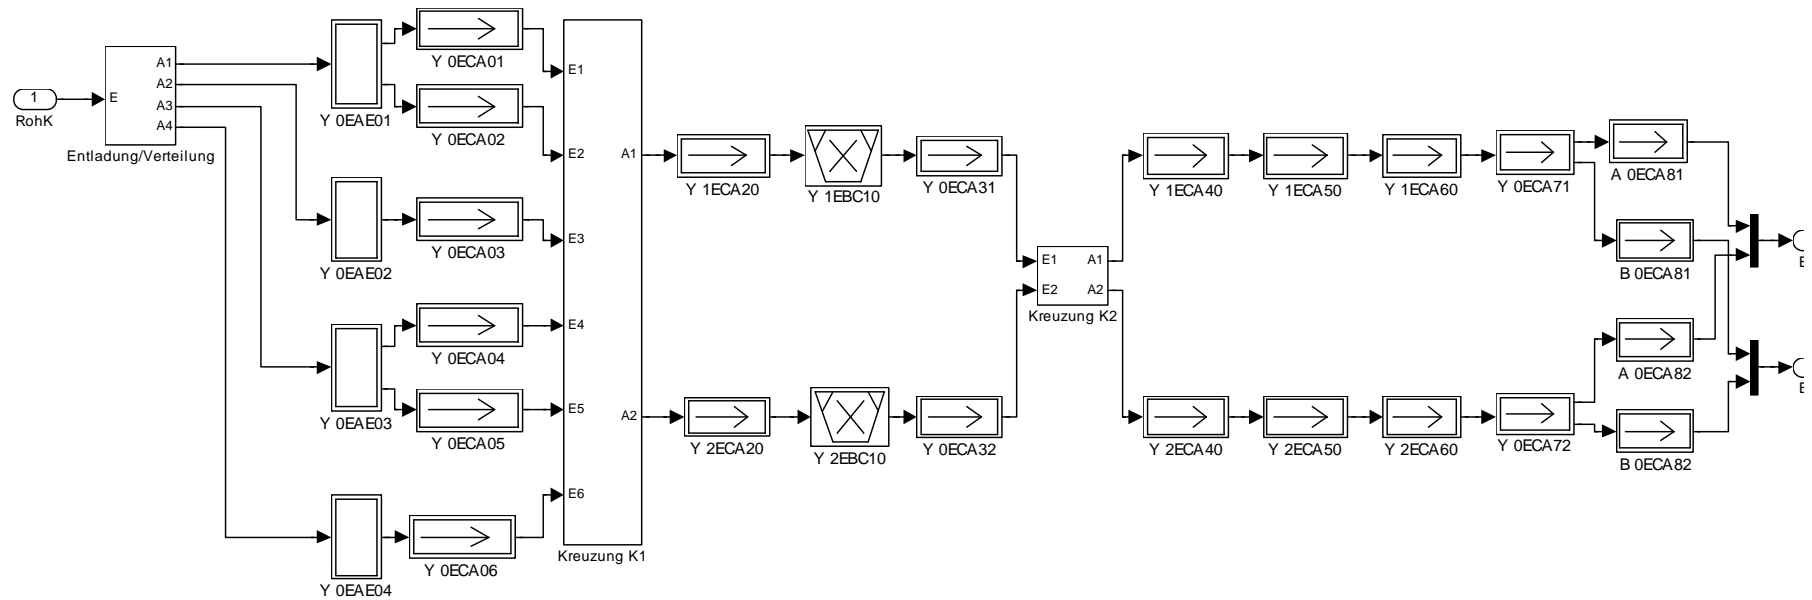 1
RohK
E
A1
A2
A3
A4
Entladung/Verteilung
Y 0EAE01
Y 0EAE02
Y 0EAE03
Y 0EAE04
Y 0ECA01
Y 0ECA02
Y 0ECA03
Y 0ECA04
Y 0ECA05
Y 0ECA06
E1
E2
E3
E4
E5
E6
A1
A2
Kreuzung K1
Y 1ECA20
Y 1EBC10
Y 0ECA31
Y 2ECA20
Y 2EBC10
Y 0ECA32
E1
E2
A1
A2
Kreuzung K2
Y 1ECA40
Y 1ECA50
Y 1ECA60
Y 0ECA71
Y 2ECA40
Y 2ECA50
Y 2ECA60
Y 0ECA72
A 0ECA81
B 0ECA81
A 0ECA82
B 0ECA82